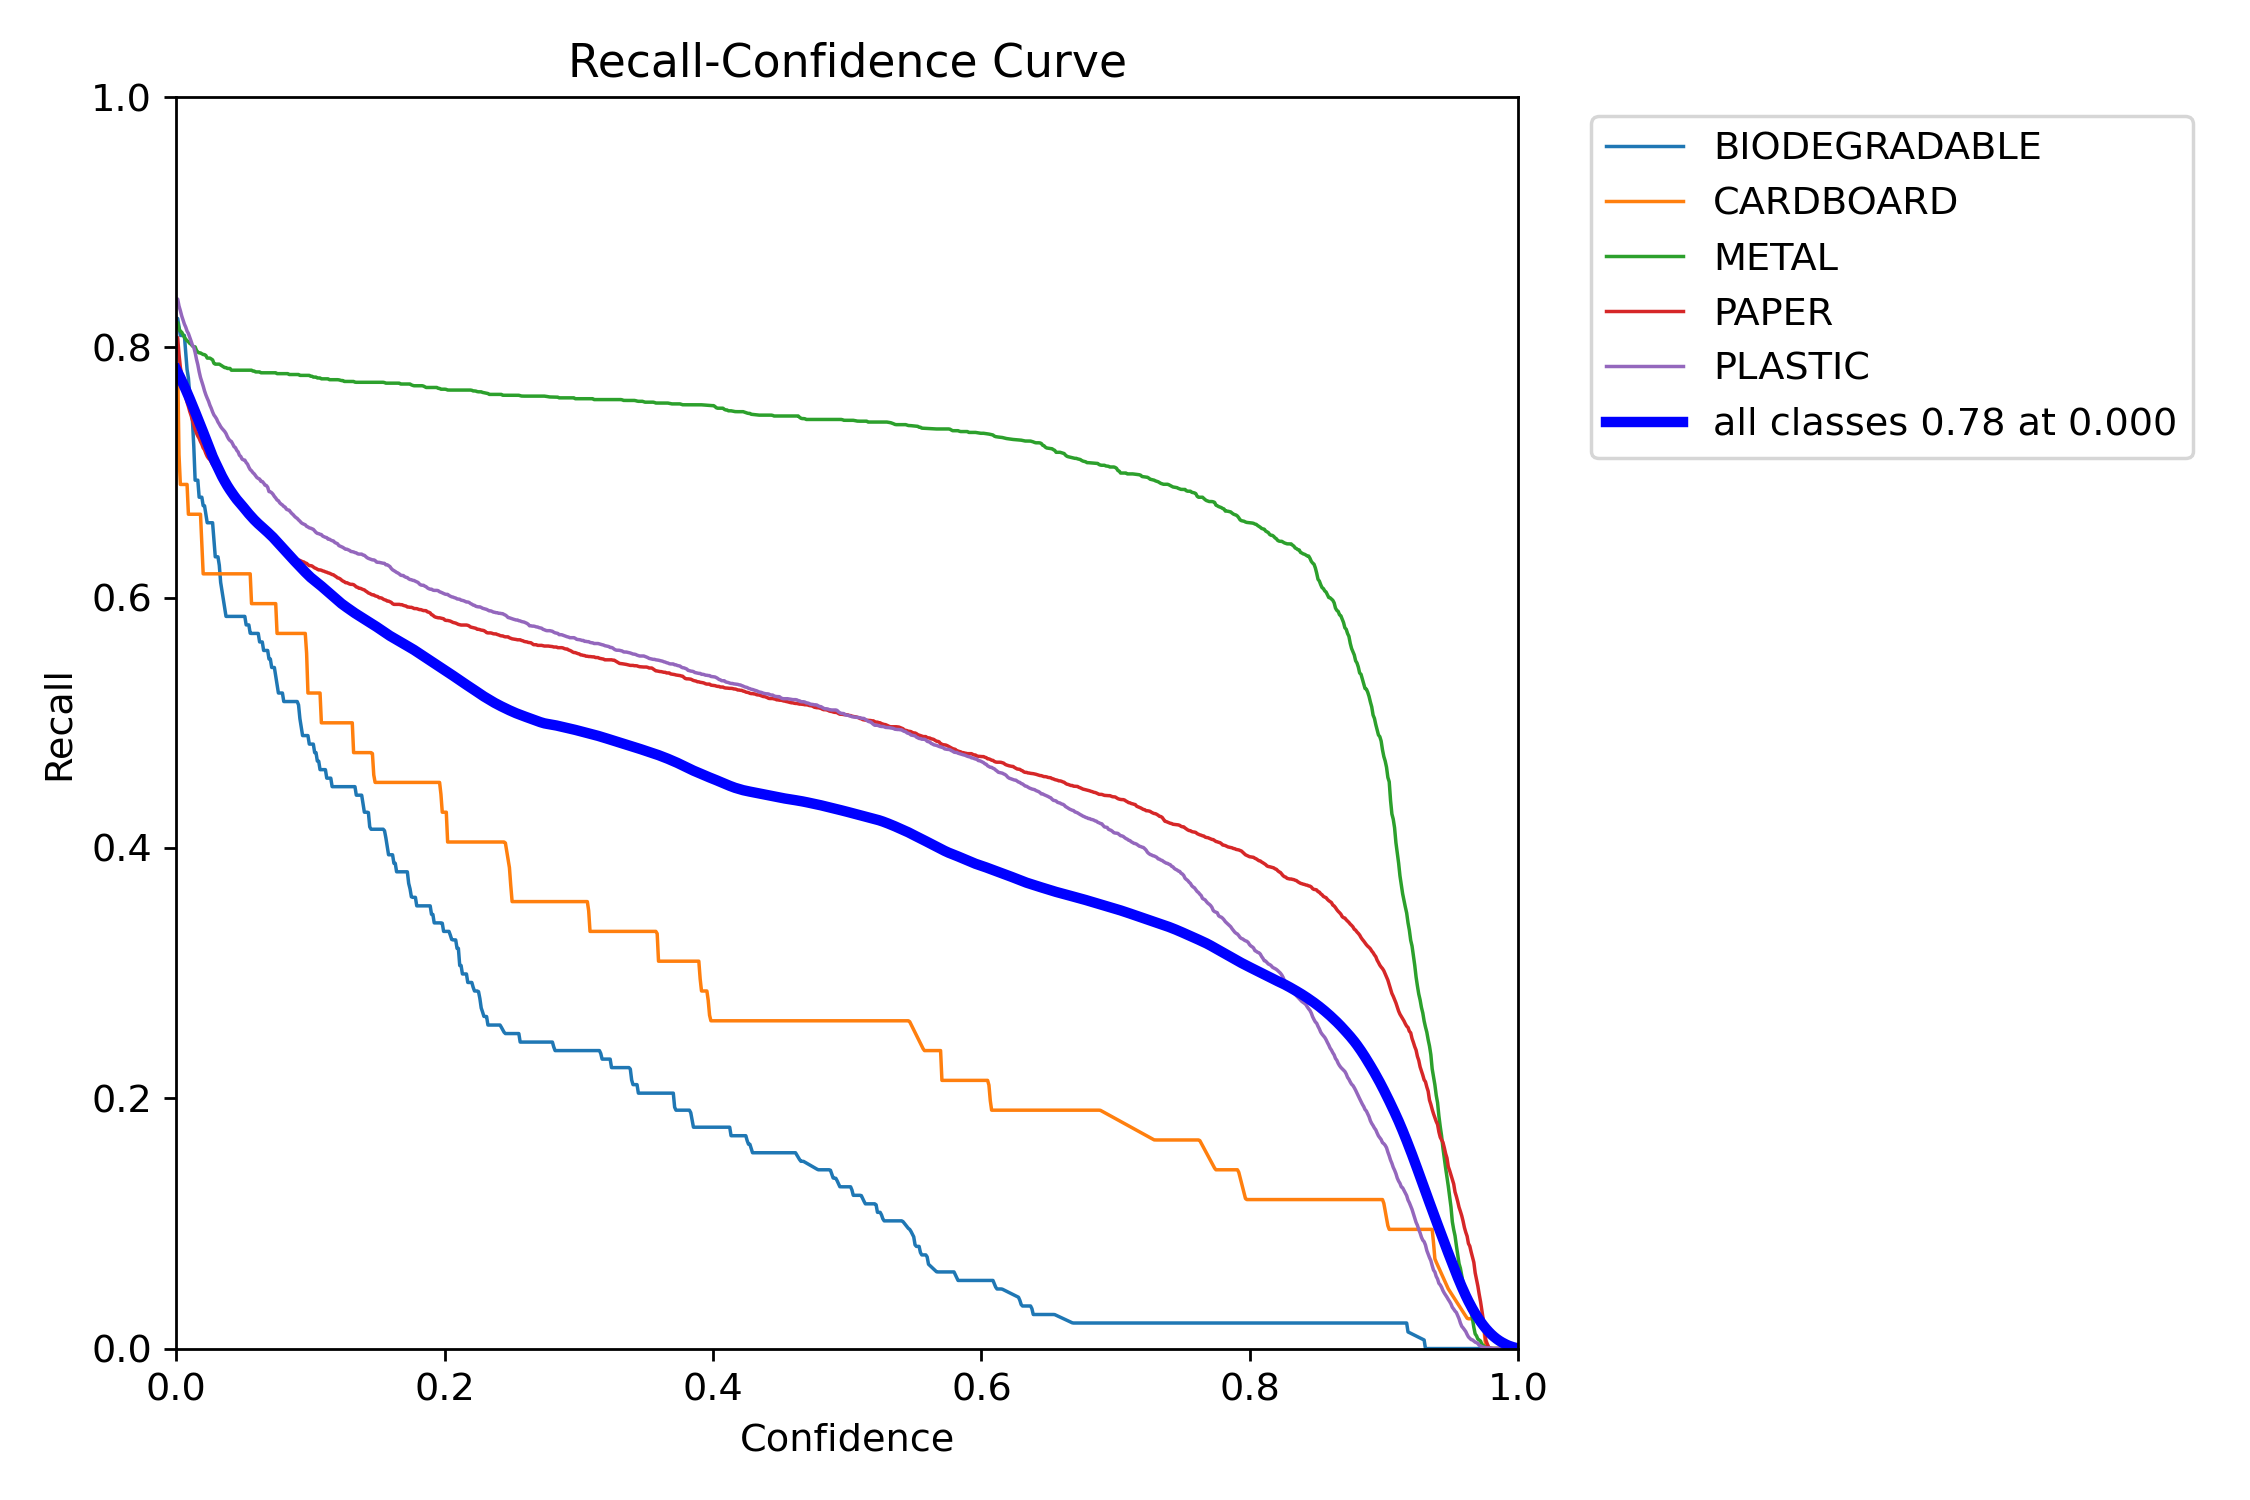 Recall-Confidence Curve
1.0
0.8
0.6
0.4
0.2
0.0
Recall
0.0 0.2 0.4 0.6 0.8 1.0
Confidence
BIODEGRADABLE
CARDBOARD
METAL
PAPER
PLASTIC
all classes 0.78 at 0.000